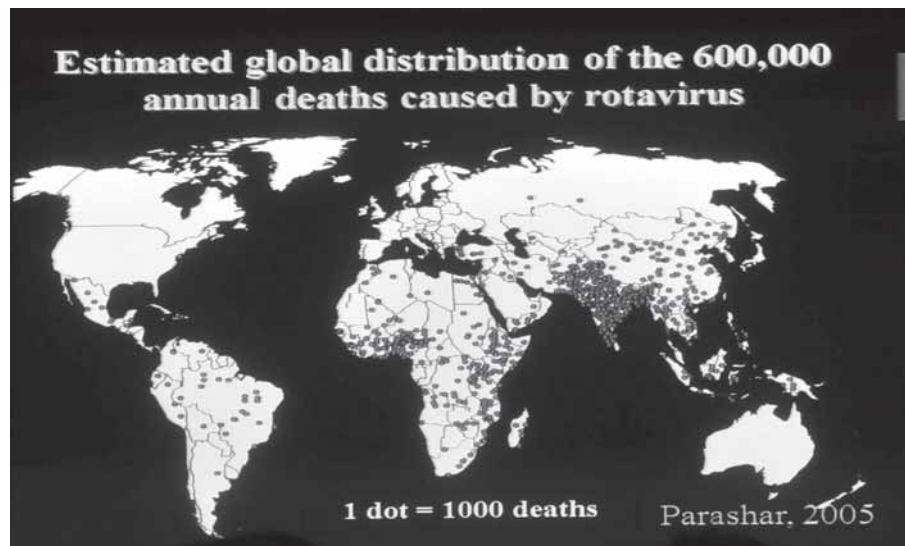 Estimated global distribution of the 600,000
annual deaths caused by rotavirus
1 dot = 1000 deaths
Parashar, 2005